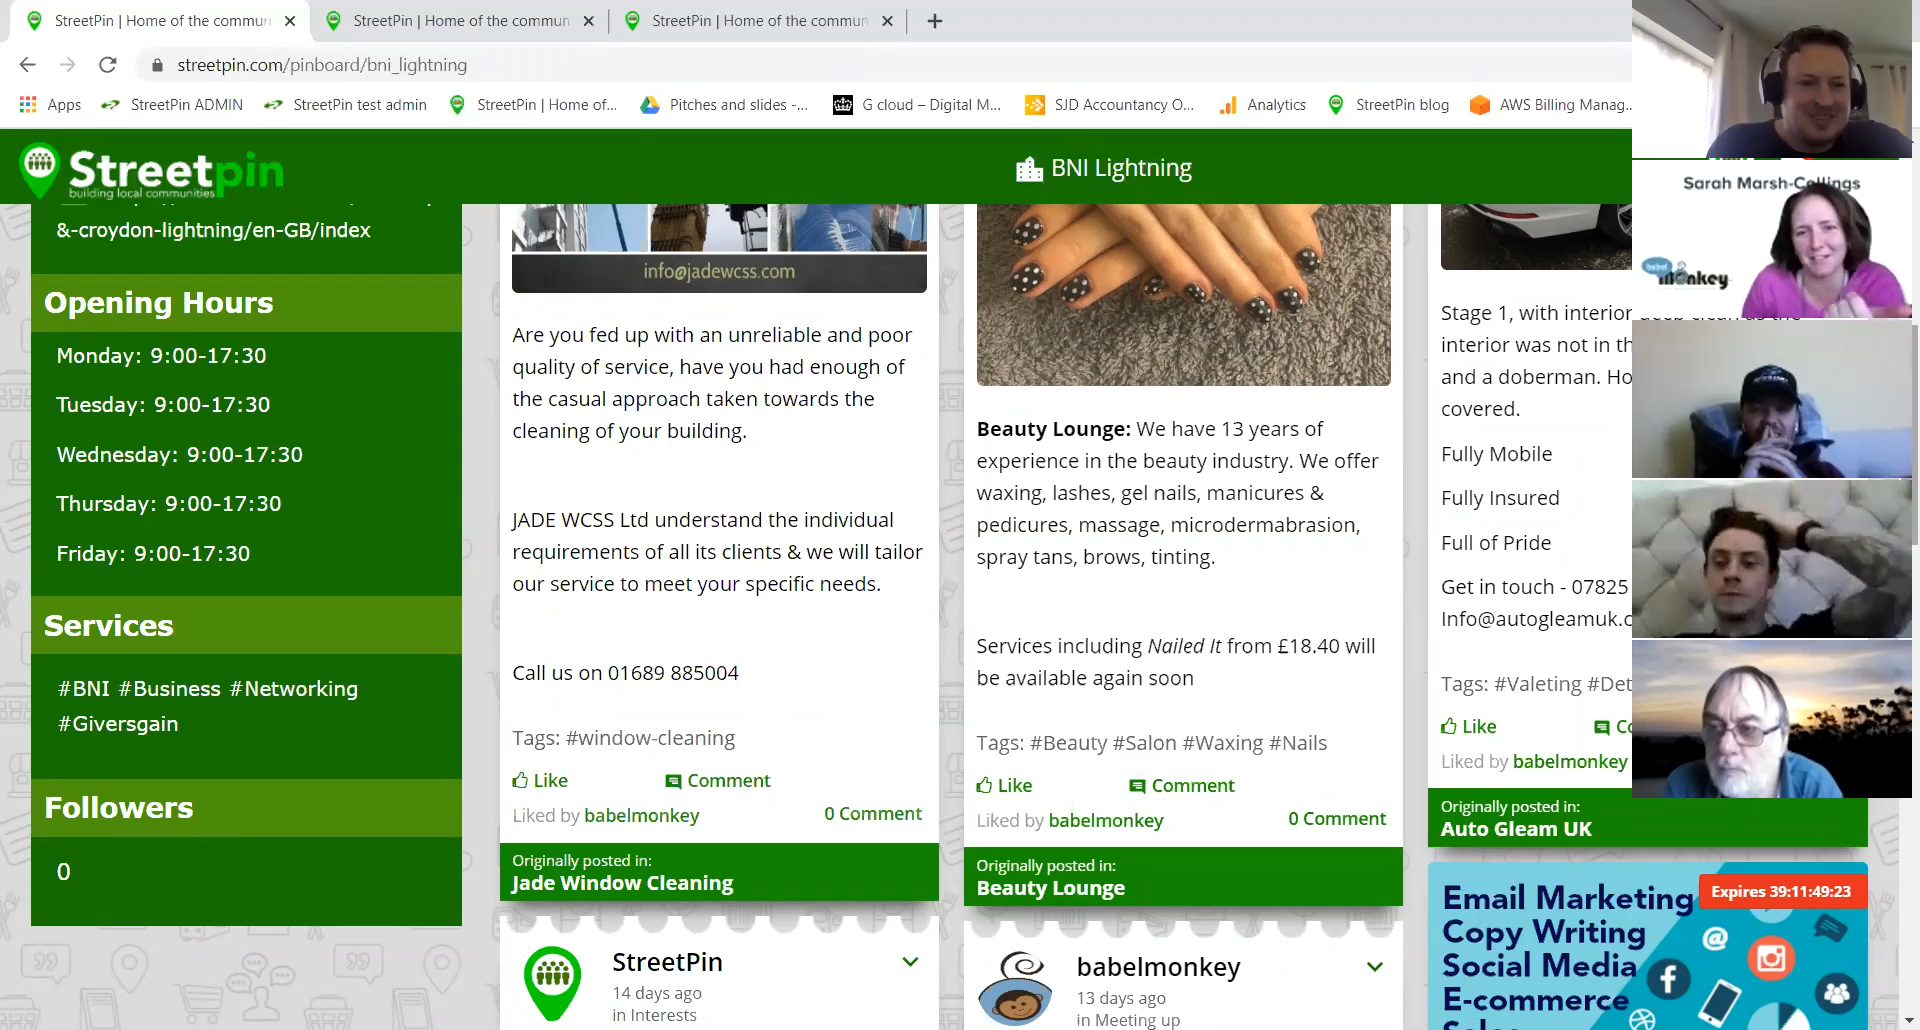 StreetPin | Home of the commun
StreetPin | Home of the commun
StreetPin | Home of the commun
streetpin.com/pinboard/bni_lightning
Apps
StreetPin ADMIN
StreetPin test admin
StreetPin | Home of...
Pitches and slides -...
G cloud – Digital M...
SJD Accountancy O...
Analytics
StreetPin blog
AWS Billing Manag...
Streetpin
building local communities
BNI Lightning
&-croydon-lightning/en-GB/index
Opening Hours
Monday: 9:00-17:30
Tuesday: 9:00-17:30
Wednesday: 9:00-17:30
Thursday: 9:00-17:30
Friday: 9:00-17:30
Services
#BNI #Business #Networking
#Giversgain
Followers
0
info@jadewcss.com
Are you fed up with an unreliable and poor
quality of service, have you had enough of
the casual approach taken towards the
cleaning of your building.
JADE WCSS Ltd understand the individual
requirements of all its clients & we will tailor
our service to meet your specific needs.
Call us on 01689 885004
Tags: #window-cleaning
Like
Comment
Liked by babelmonkey
0 Comment
Originally posted in:
Jade Window Cleaning
StreetPin
14 days ago
in Interests
Beauty Lounge: We have 13 years of
experience in the beauty industry. We offer
waxing, lashes, gel nails, manicures &
pedicures, massage, microdermabrasion,
spray tans, brows, tinting.
Services including Nailed It from £18.40 will
be available again soon
Tags: #Beauty #Salon #Waxing #Nails
Like
Comment
Liked by babelmonkey
0 Comment
Originally posted in:
Beauty Lounge
babelmonkey
13 days ago
in Meeting up
Stage 1, with interior deep clean as the
interior was not in th
and a doberman. Ho
covered.
Fully Mobile
Fully Insured
Full of Pride
Get in touch - 07825
Info@autogleamuk.c
Tags: #Valeting #Det
Like
Co
Liked by babelmonkey
Originally posted in:
Auto Gleam UK
Email Marketing
Expires 39:11:49:23
Copy Writing
Social Media
E-commerce
Sales
Sarah Marsh-Collings
babel
monkey